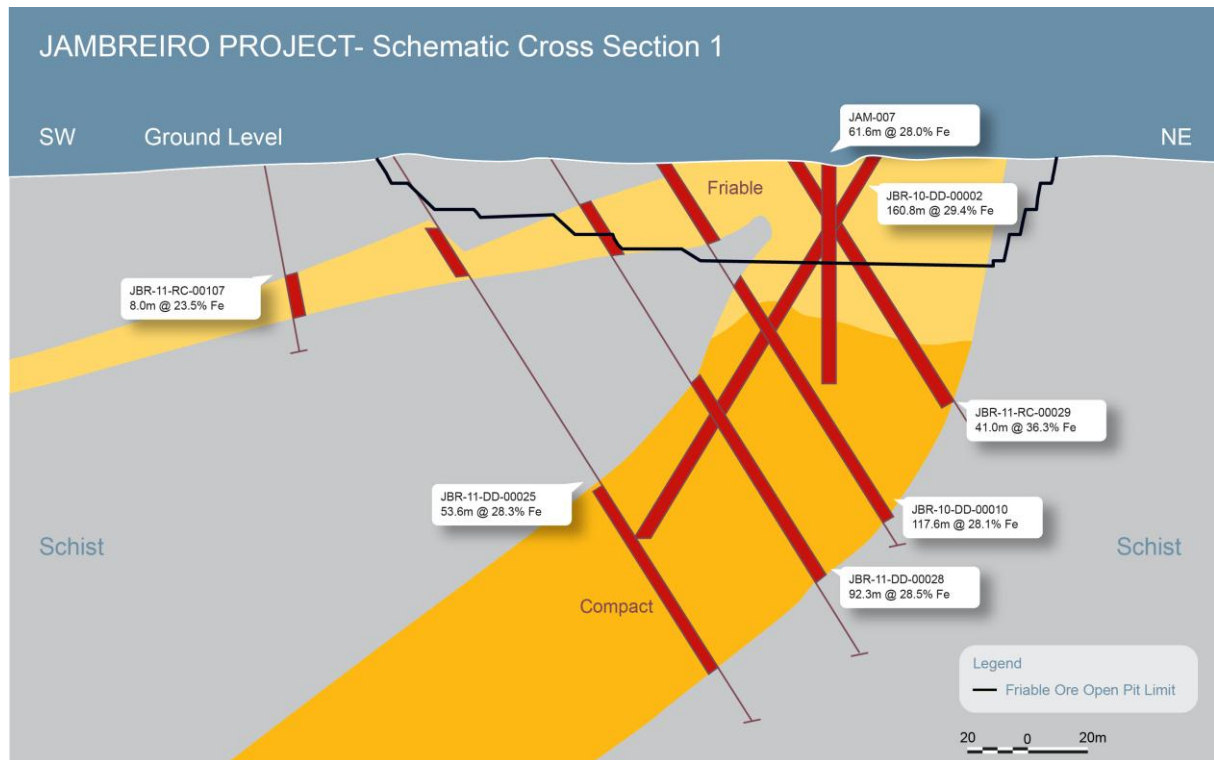 JAMBREIRO PROJECT- Schematic Cross Section 1
SW
Ground Level
NE
JAM-007
61.6m @ 28.0% Fe
Friable
JBR-10-DD-00002
160.8m @ 29.4% Fe
JBR-11-RC-00107
8.0m @ 23.5% Fe
JBR-11-RC-00029
41.0m @ 36.3% Fe
JBR-11-DD-00025
53.6m @ 28.3% Fe
JBR-10-DD-00010
117.6m @ 28.1% Fe
Schist
Schist
JBR-11-DD-00028
92.3m @ 28.5% Fe
Compact
Legend
Friable Ore Open Pit Limit
20 0 20m